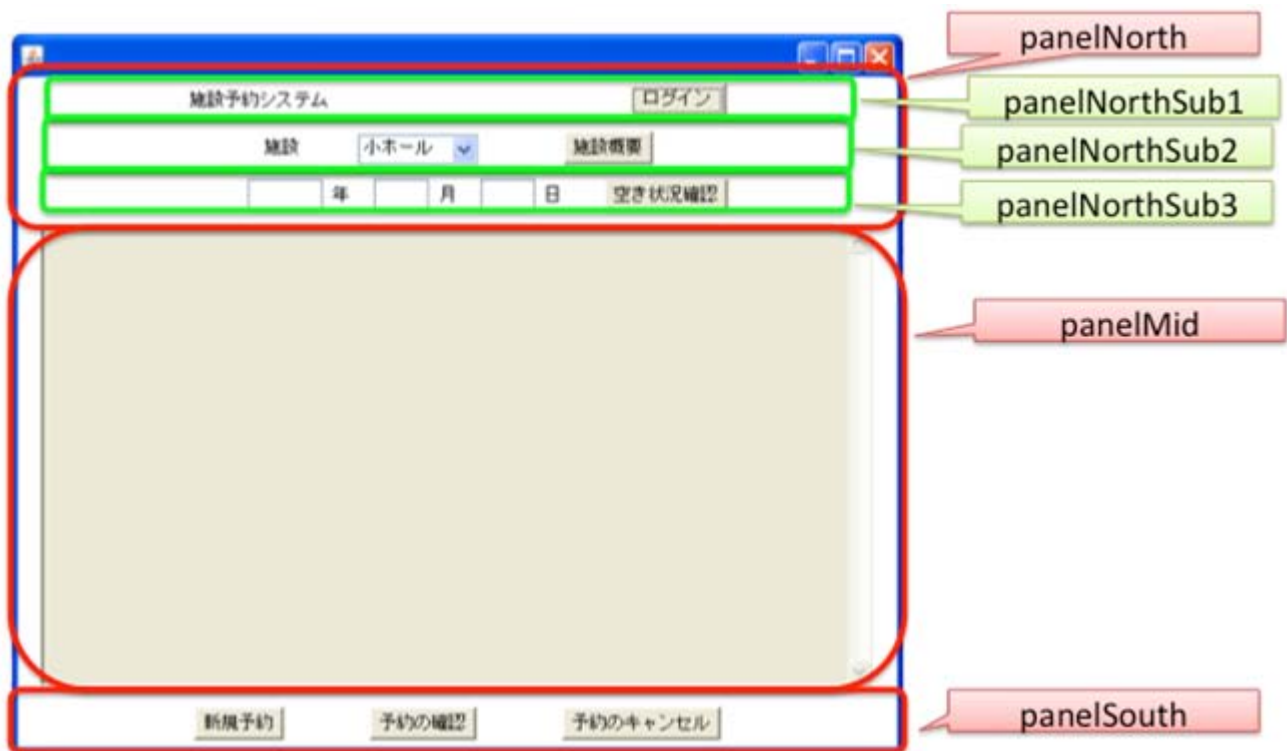 panelNorth
施設予約システム
ログイン
panelNorthSub1
施設
小ホール
施設概要
panelNorthSub2
年
月
日
空き状況確認
panelNorthSub3
panelMid
新規予約
予約の確認
予約のキャンセル
panelSouth